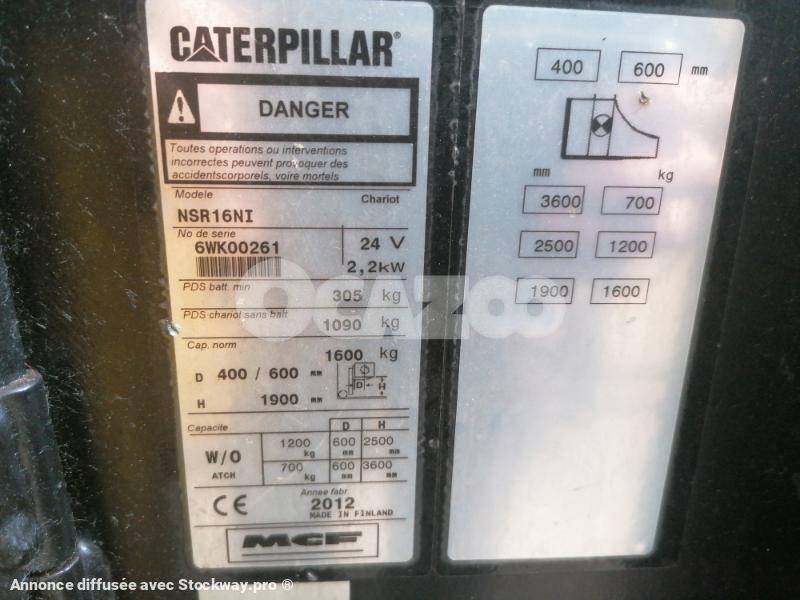 CATERPILLAR®
DANGER
Toutes operations ou interventions
incorrectes peuvent provoquer des
accidentscorporels, voire mortels
Modele Chariot
NSR16NI
No de serie
6WK00261 24 V
2,2kW
PDS batt. min 305 kg
PDS chariot sans batt 1090 kg
Cap. norm 1600 kg
D 400 / 600 mm D H
H 1900 mm
Capacite D H
W/O 1200 kg 600 mm 2500 mm
ATCH 700 kg 600 mm 3600 mm
CE Annee fabr.
2012
MADE IN FINLAND
MCF
400 600 mm
mm kg
3600 700
2500 1200
1900 1600
OCAZOO
Annonce diffusée avec Stockway.pro ®